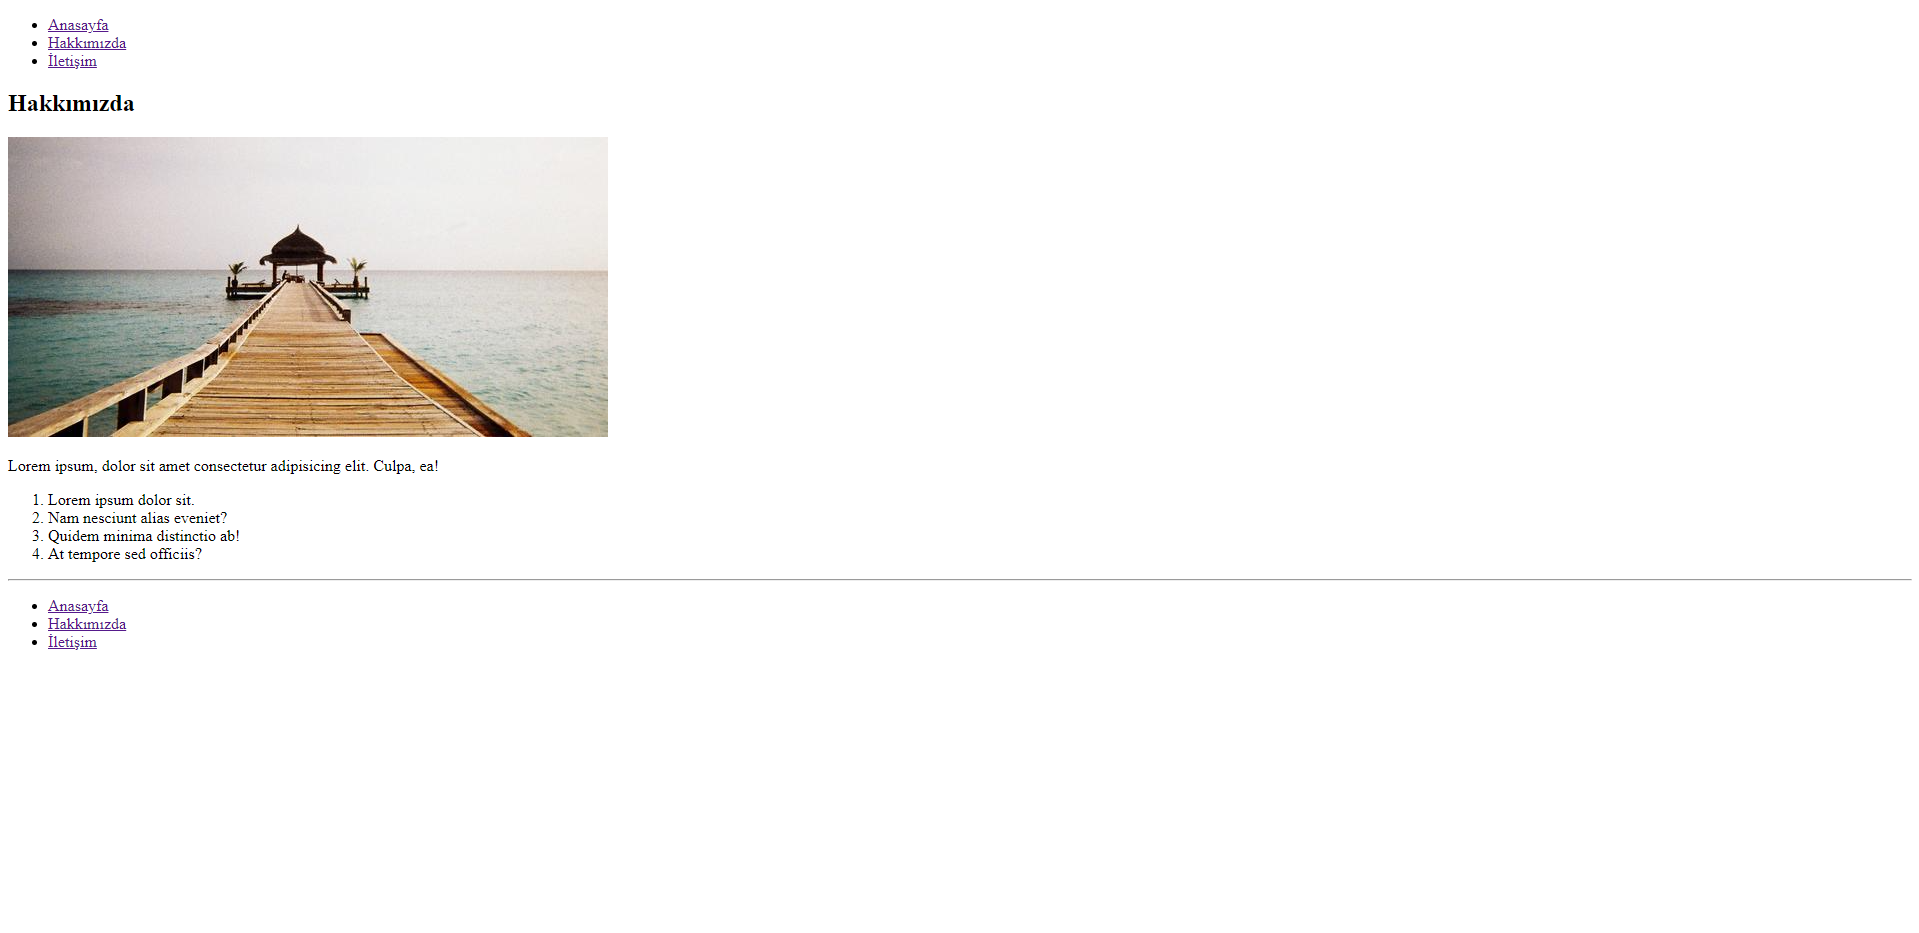 Anasayfa
Hakkımızda
İletişim
Hakkımızda
Lorem ipsum, dolor sit amet consectetur adipisicing elit. Culpa, ea!
1. Lorem ipsum dolor sit.
2. Nam nesciunt alias eveniet?
3. Quidem minima distinctio ab!
4. At tempore sed officiis?
Anasayfa
Hakkımızda
İletişim